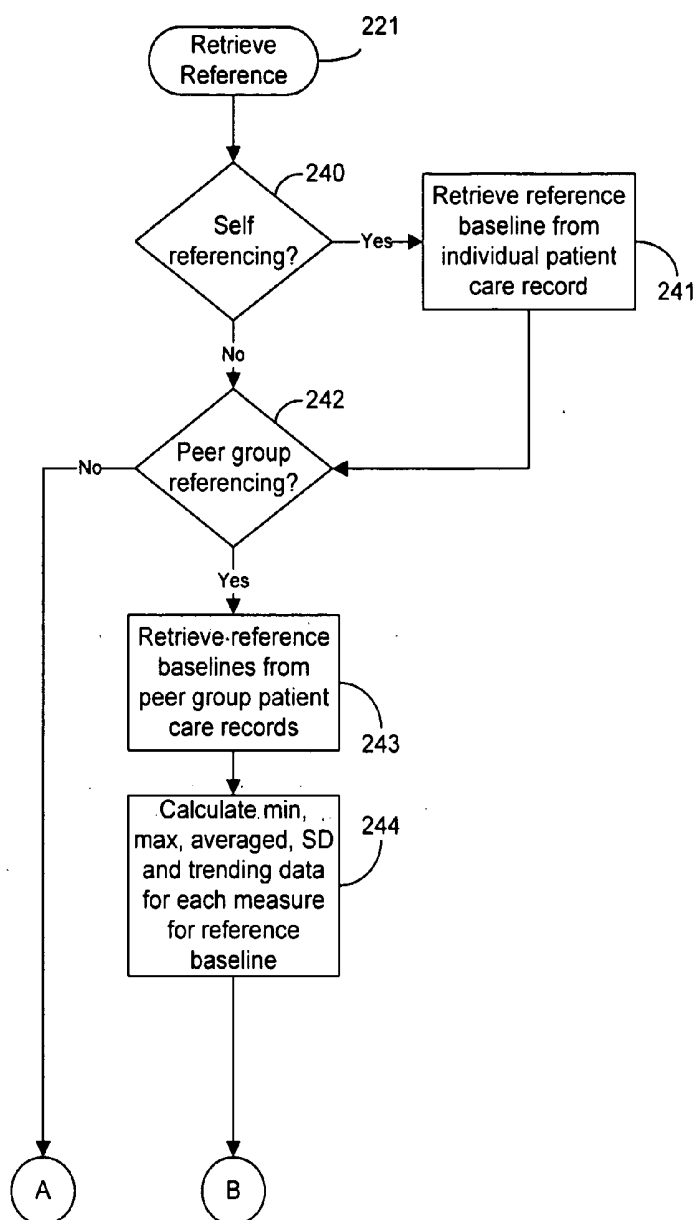 Retrieve
Reference
221
240
Self
referencing?
Yes
Retrieve reference
baseline from
individual patient
care record
241
No
242
Peer group
referencing?
No
Yes
Retrieve reference
baselines from
peer group patient
care records
243
Calculate min,
max, averaged, SD
and trending data
for each measure
for reference
baseline
244
A
B